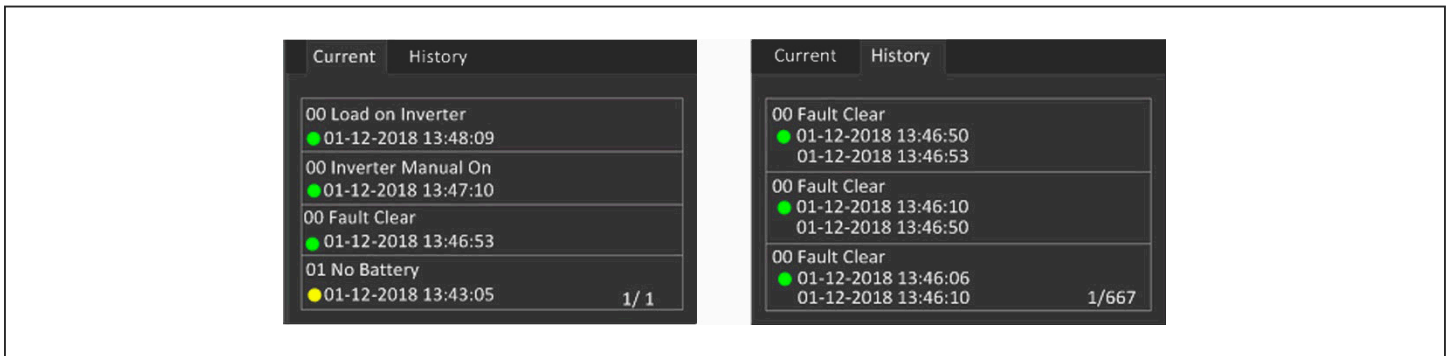 Current History
00 Load on Inverter
01-12-2018 13:48:09
00 Inverter Manual On
01-12-2018 13:47:10
00 Fault Clear
01-12-2018 13:46:53
01 No Battery
01-12-2018 13:43:05 1/ 1
Current History
00 Fault Clear
01-12-2018 13:46:50
01-12-2018 13:46:53
00 Fault Clear
01-12-2018 13:46:10
01-12-2018 13:46:50
00 Fault Clear
01-12-2018 13:46:06
01-12-2018 13:46:10 1/667